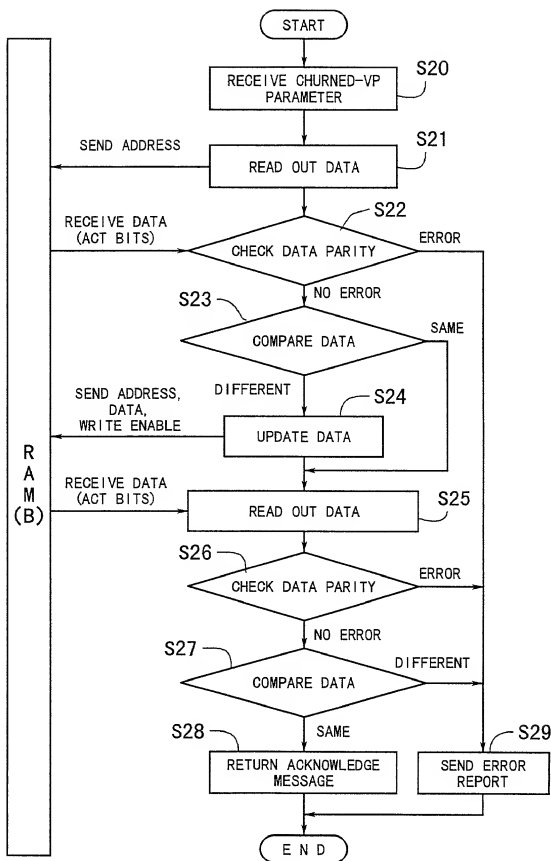 START
RECEIVE CHURNED-VP
PARAMETER
S20
SEND ADDRESS
READ OUT DATA
S21
RECEIVE DATA
(ACT BITS)
CHECK DATA PARITY
S22
ERROR
NO ERROR
S23
COMPARE DATA
SAME
DIFFERENT
SEND ADDRESS,
DATA,
WRITE ENABLE
UPDATE DATA
S24
RAM
(B)
RECEIVE DATA
(ACT BITS)
READ OUT DATA
S25
S26
CHECK DATA PARITY
ERROR
NO ERROR
S27
COMPARE DATA
DIFFERENT
SAME
S28
RETURN ACKNOWLEDGE
MESSAGE
S29
SEND ERROR
REPORT
END